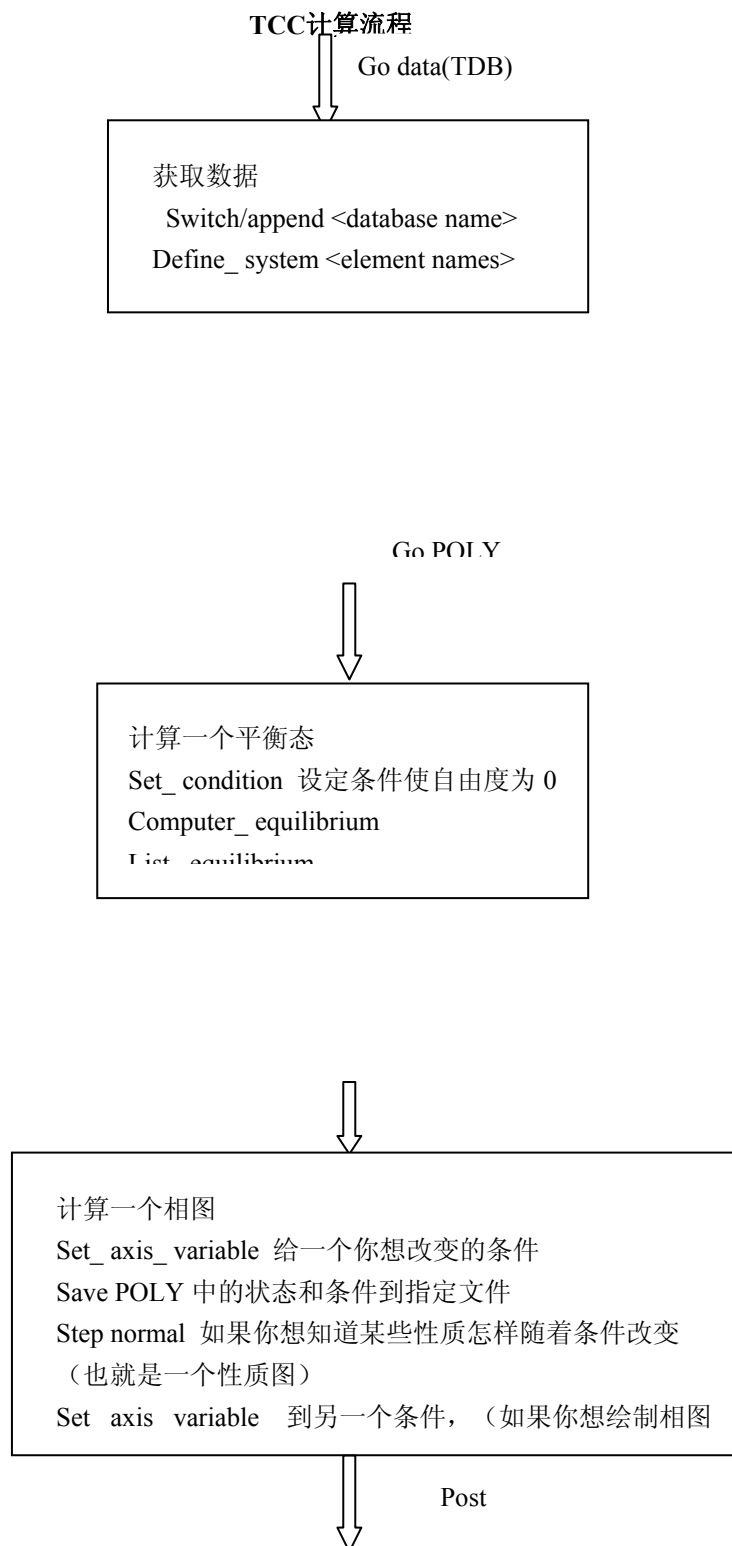 TCC计算流程
Go data(TDB)
获取数据
Switch/append <database name>
Define_ system <element names>
Go POLY
计算一个平衡态
Set_ condition 设定条件使自由度为 0
Computer_ equilibrium
List_ equilibrium
计算一个相图
Set_ axis_ variable 给一个你想改变的条件
Save POLY 中的状态和条件到指定文件
Step normal 如果你想知道某些性质怎样随着条件改变
（也就是一个性质图）
Set axis variable 到另一个条件，（如果你想绘制相图
Post